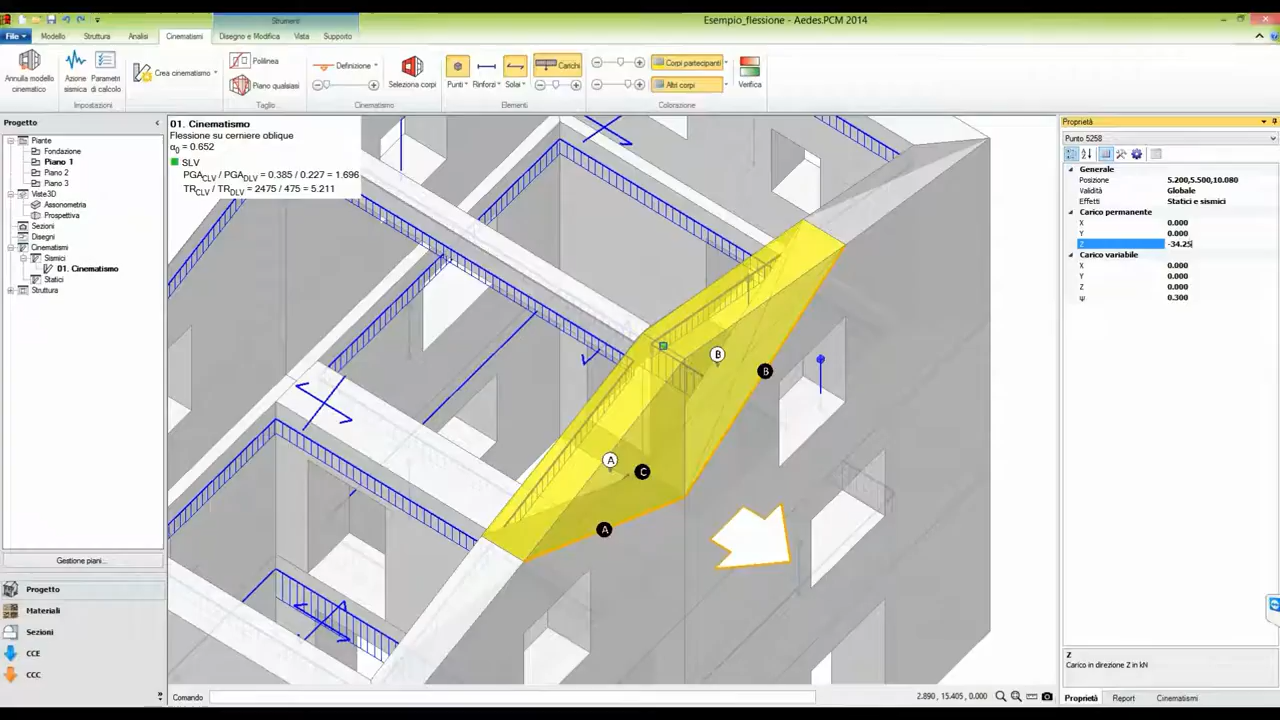 Strumenti
Esempio_flessione - Aedes.PCM 2014
File
Modello
Struttura
Analisi
Cinematismi
Disegno e Modifica
Vista
Supporto
Annulla modello cinematico
Azione sismica
Parametri di calcolo
Impostazioni
Crea cinematismo
Polilinea
Piano qualsiasi
Taglio
Definizione
Cinematismo
Seleziona corpi
Punti
Rinforzi
Solai
Carichi
Elementi
Corpi partecipanti
Altri corpi
Colorazione
Verifica
Progetto
Piante
Fondazione
Piano 1
Piano 2
Piano 3
Viste3D
Assonometria
Prospettiva
Sezioni
Disegni
Cinematismi
Sismici
01. Cinematismo
Statici
Struttura
Gestione piani...
Progetto
Materiali
Sezioni
CCE
CCC
01. Cinematismo
Flessione su cerniere oblique
α0 = 0.652
SLV
PGACLV / PGADLV = 0.385 / 0.227 = 1.696
TRCLV / TRDLV = 2475 / 475 = 5.211
B
B
A
C
A
Comando
2.890, 15.405, 0.000
Proprietà
Punto 5258
Generale
Posizione 5.200,5.500,10.080
Validità Globale
Effetti Statici e sismici
Carico permanente
X 0.000
Y 0.000
Z -34.25
Carico variabile
X 0.000
Y 0.000
Z 0.000
ψ 0.300
Z
Carico in direzione Z in kN
Proprietà
Report
Cinematismi